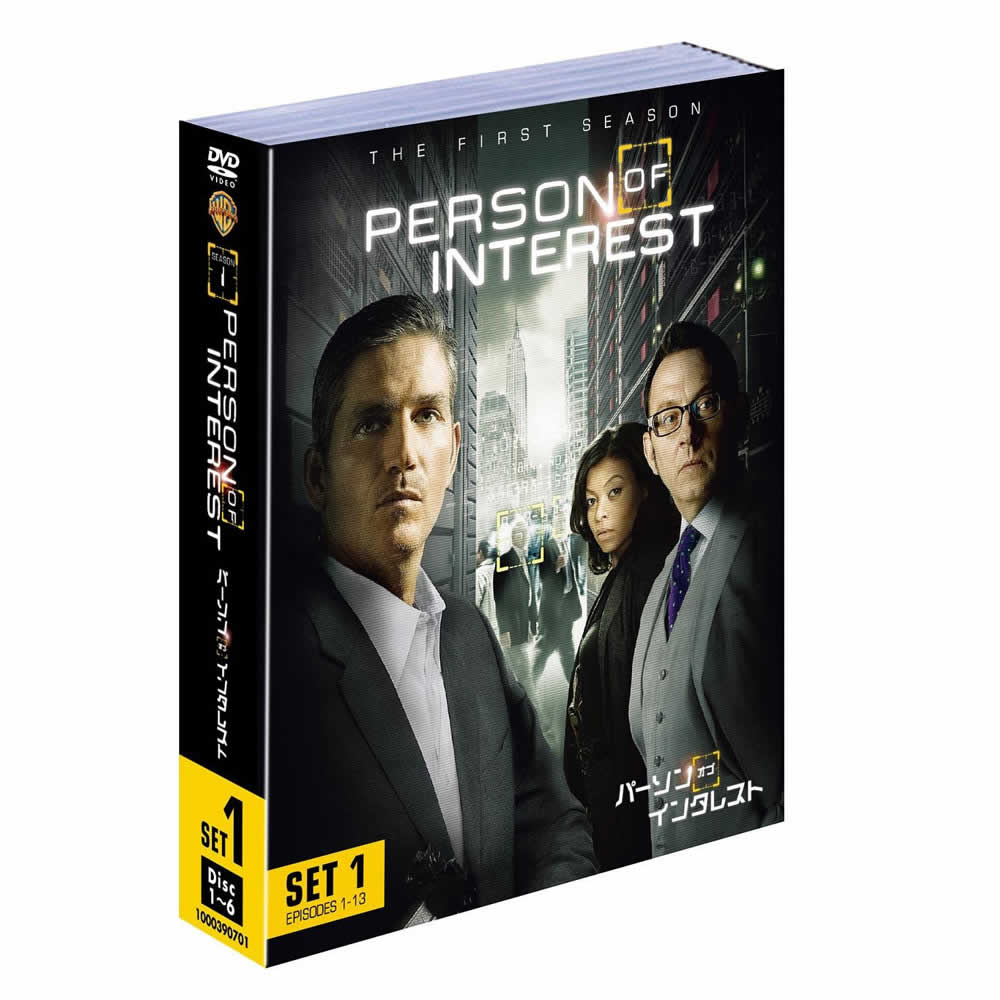 THE FIRST SEASON
PERSON OF
INTEREST
パーソン オブ
インタレスト
SET 1
EPISODES 1-13
DVD
VIDEO
SEASON
1
PERSON OF
INTEREST
パーソン・オブ・インタレスト
SET 1
Disc
1~6
1000390701